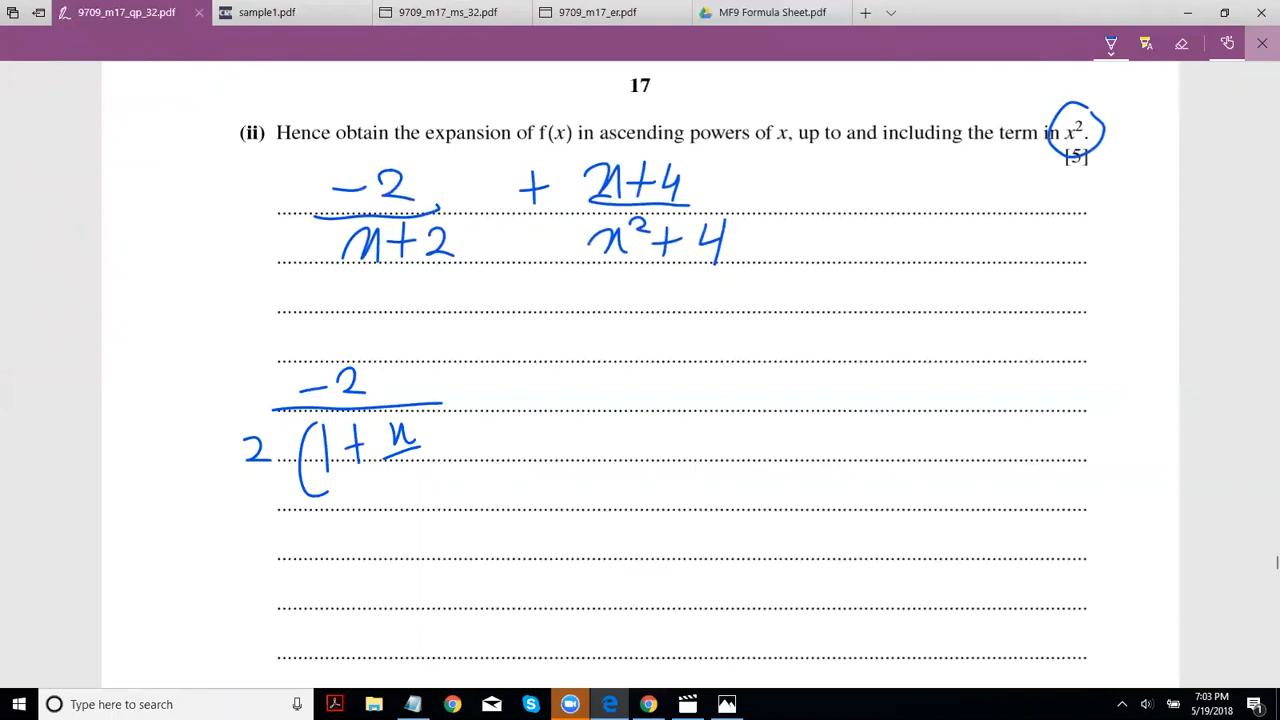 9709_m17_qp_32.pdf sample1.pdf 9709_m17_ms_32.pdf 9709_m17_er.pdf MF9 Formula Sheet.pdf
17
(ii) Hence obtain the expansion of f(x) in ascending powers of x, up to and including the term in x².
[5]
-2 + x+4
x+2 x²+4
-2
2 (1 + x
Type here to search
7:03 PM
5/19/2018